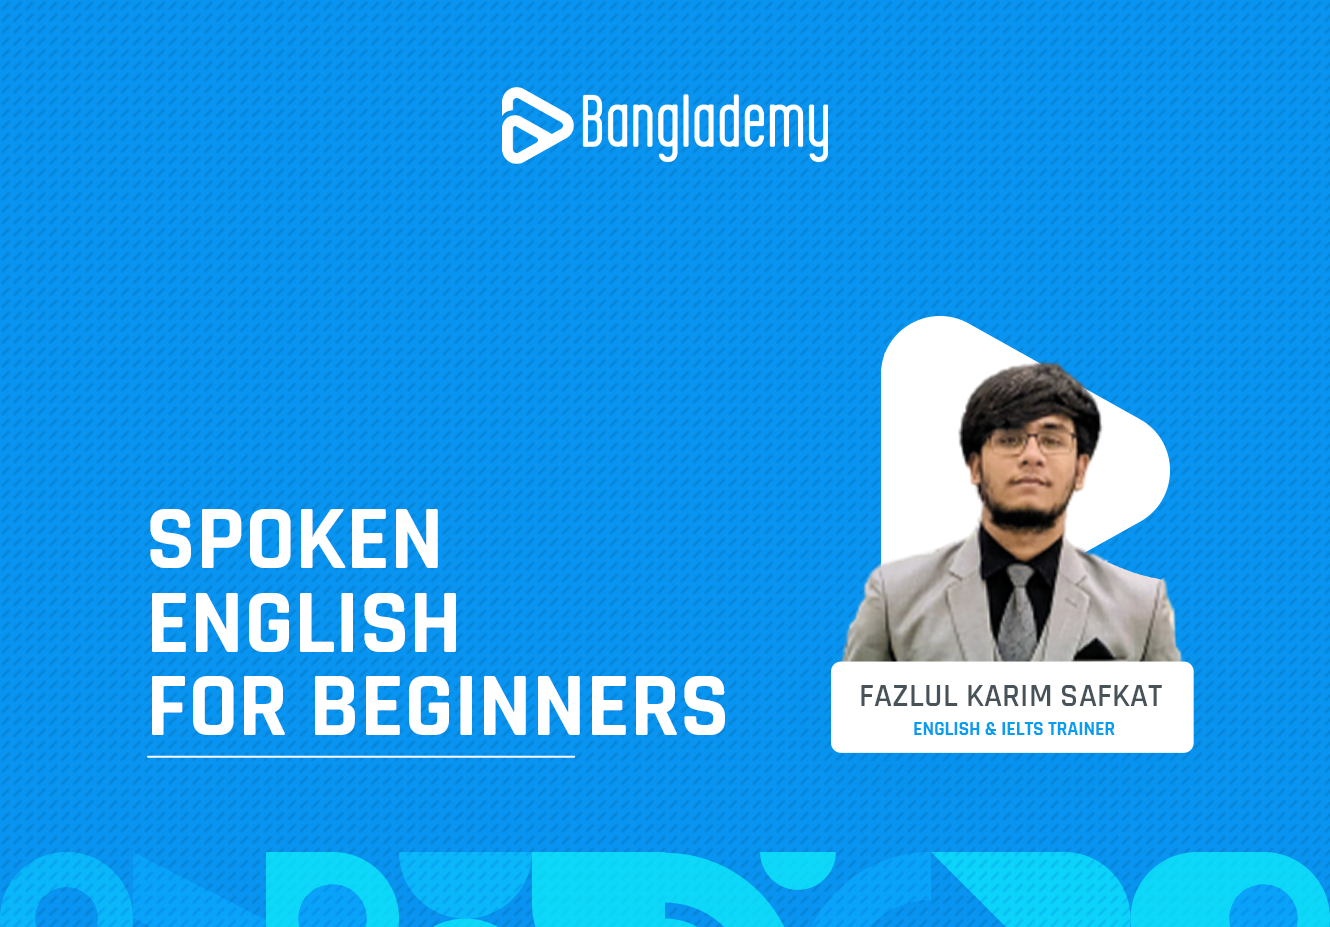 Banglademy
SPOKEN
ENGLISH
FOR BEGINNERS
FAZLUL KARIM SAFKAT
ENGLISH & IELTS TRAINER